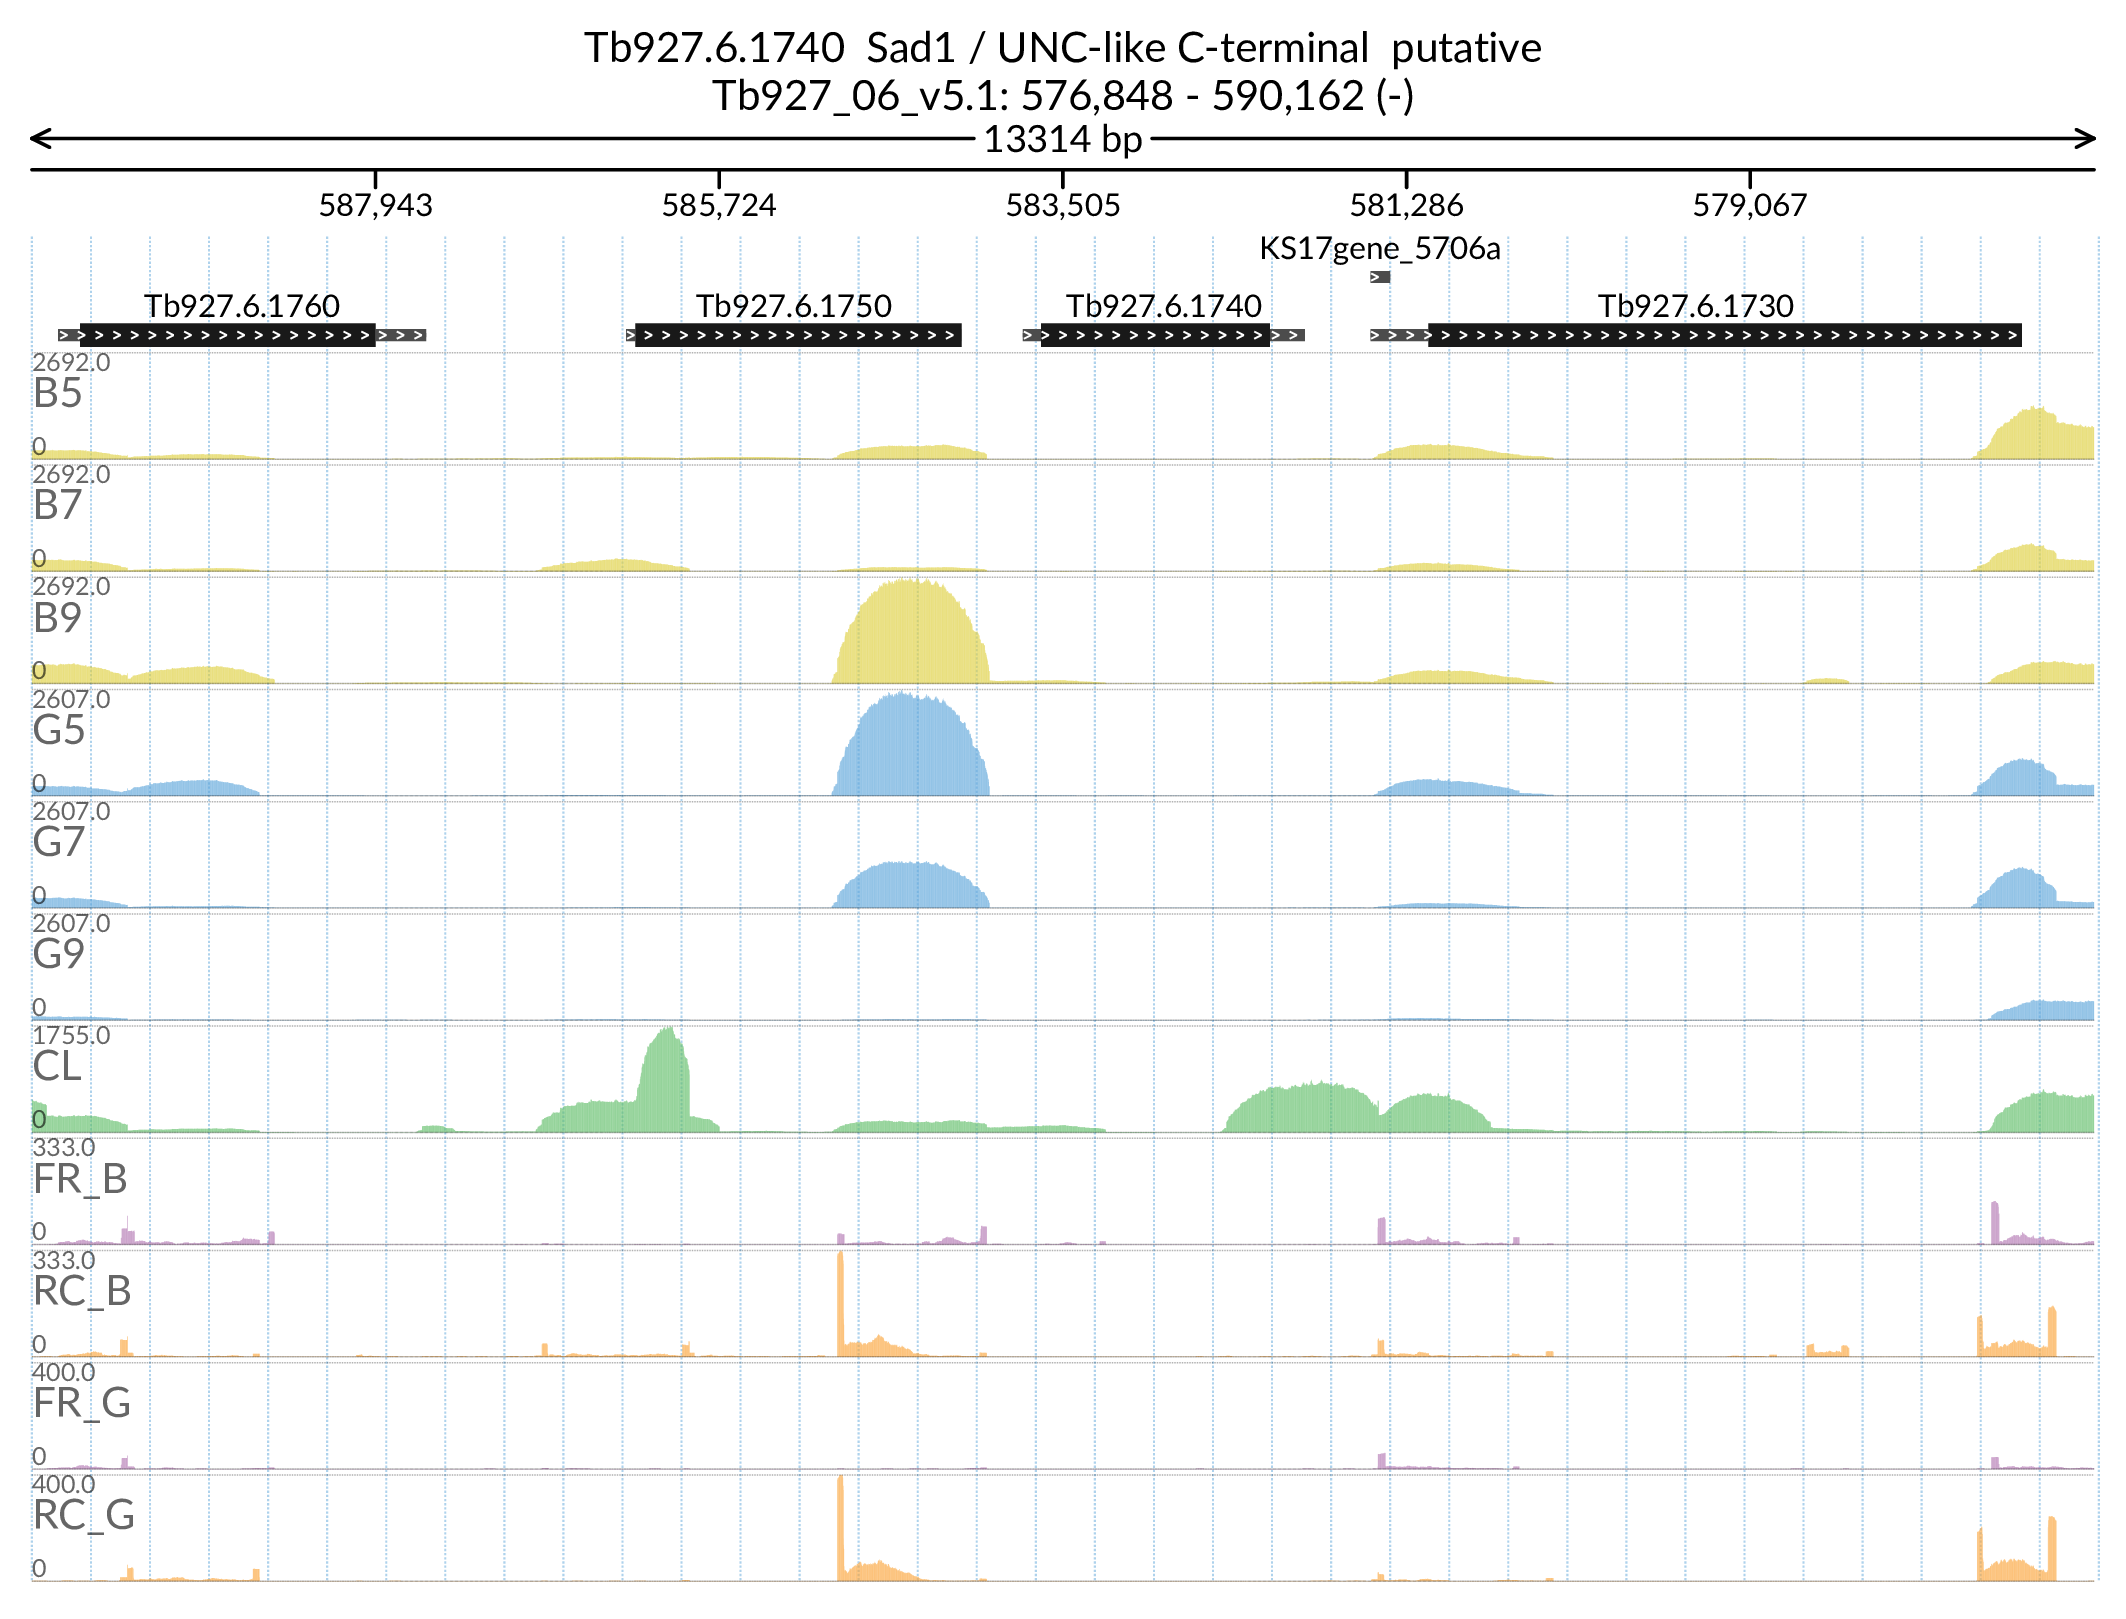 Tb927.6.1740  Sad1 / UNC-like C-terminal  putative
Tb927_06_v5.1: 576,848 - 590,162 (-)
13314 bp
587,943 585,724 583,505 581,286 579,067
KS17gene_5706a
Tb927.6.1760 Tb927.6.1750 Tb927.6.1740 Tb927.6.1730
2692.0
B5
0
2692.0
B7
0
2692.0
B9
0
2607.0
G5
0
2607.0
G7
0
2607.0
G9
0
1755.0
CL
0
333.0
FR_B
0
333.0
RC_B
0
400.0
FR_G
0
400.0
RC_G
0